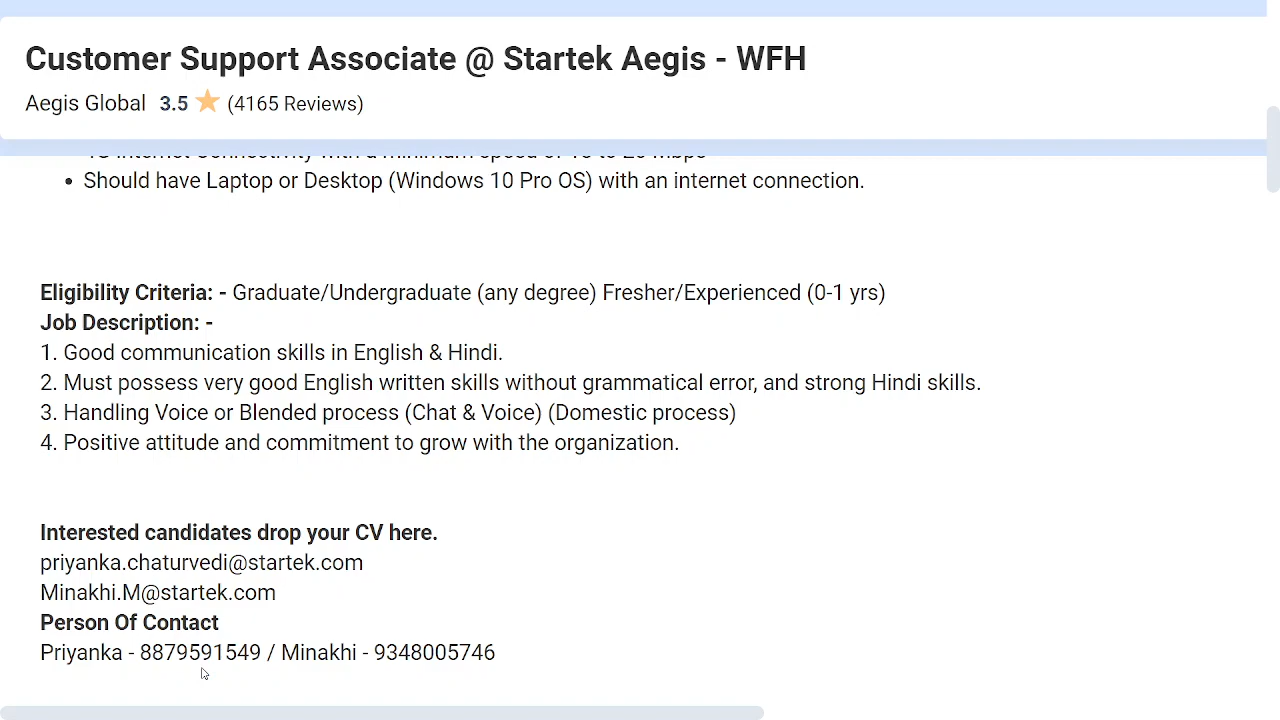 Customer Support Associate @ Startek Aegis - WFH
Aegis Global 3.5 (4165 Reviews)
Should have Laptop or Desktop (Windows 10 Pro OS) with an internet connection.
Eligibility Criteria: - Graduate/Undergraduate (any degree) Fresher/Experienced (0-1 yrs)
Job Description: -
1. Good communication skills in English & Hindi.
2. Must possess very good English written skills without grammatical error, and strong Hindi skills.
3. Handling Voice or Blended process (Chat & Voice) (Domestic process)
4. Positive attitude and commitment to grow with the organization.
Interested candidates drop your CV here.
priyanka.chaturvedi@startek.com
Minakhi.M@startek.com
Person Of Contact
Priyanka - 8879591549 / Minakhi - 9348005746